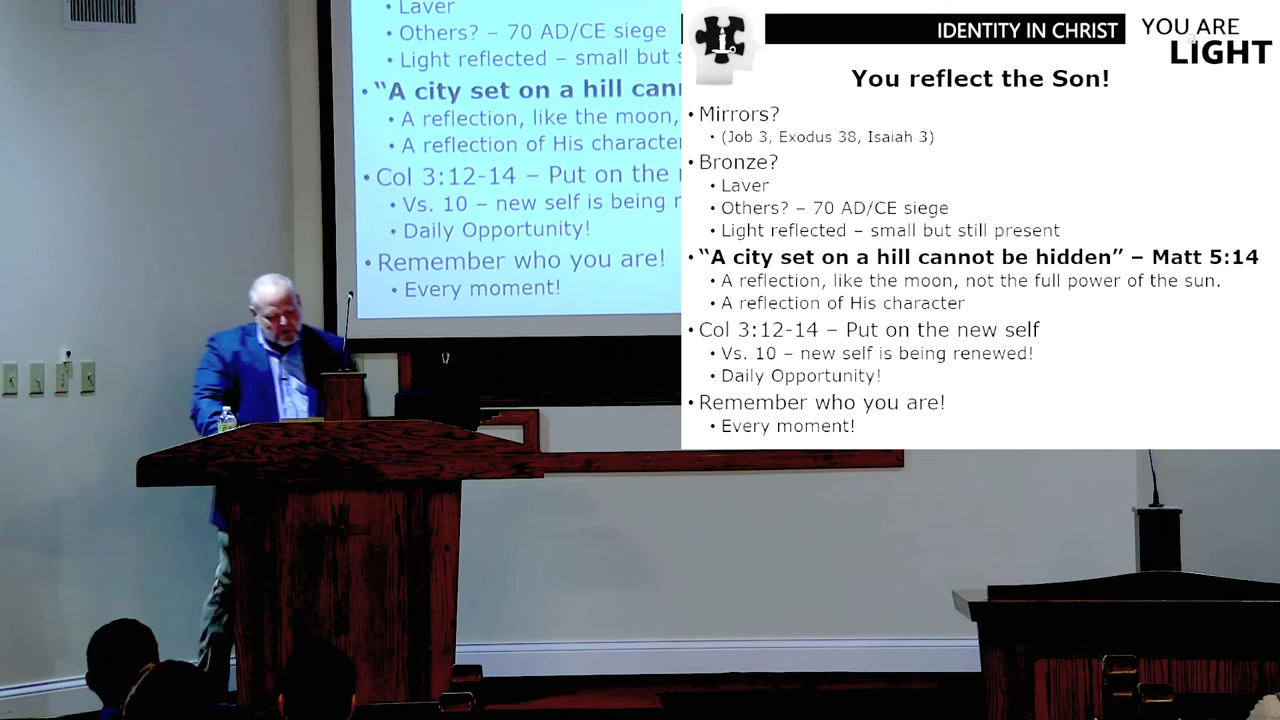 Laver
• Others? – 70 AD/CE siege
• Light reflected – small but
• “A city set on a hill
• A reflection, like the moon,
• A reflection of His character
• Col 3:12-14 – Put on the
• Vs. 10 – new self is being
• Daily Opportunity!
• Remember who you are!
• Every moment!
IDENTITY IN CHRIST
YOU ARE
LIGHT
You reflect the Son!
• Mirrors?
• (Job 3, Exodus 38, Isaiah 3)
• Bronze?
• Laver
• Others? – 70 AD/CE siege
• Light reflected – small but still present
• “A city set on a hill cannot be hidden” – Matt 5:14
• A reflection, like the moon, not the full power of the sun.
• A reflection of His character
• Col 3:12-14 – Put on the new self
• Vs. 10 – new self is being renewed!
• Daily Opportunity!
• Remember who you are!
• Every moment!